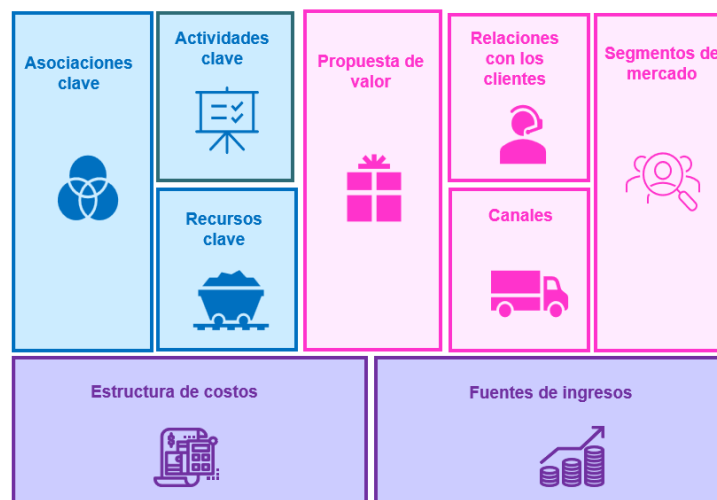 Asociaciones
clave
Actividades
clave
Recursos
clave
Propuesta de
valor
Relaciones
con los
clientes
Canales
Segmentos de
mercado
Estructura de costos
Fuentes de ingresos